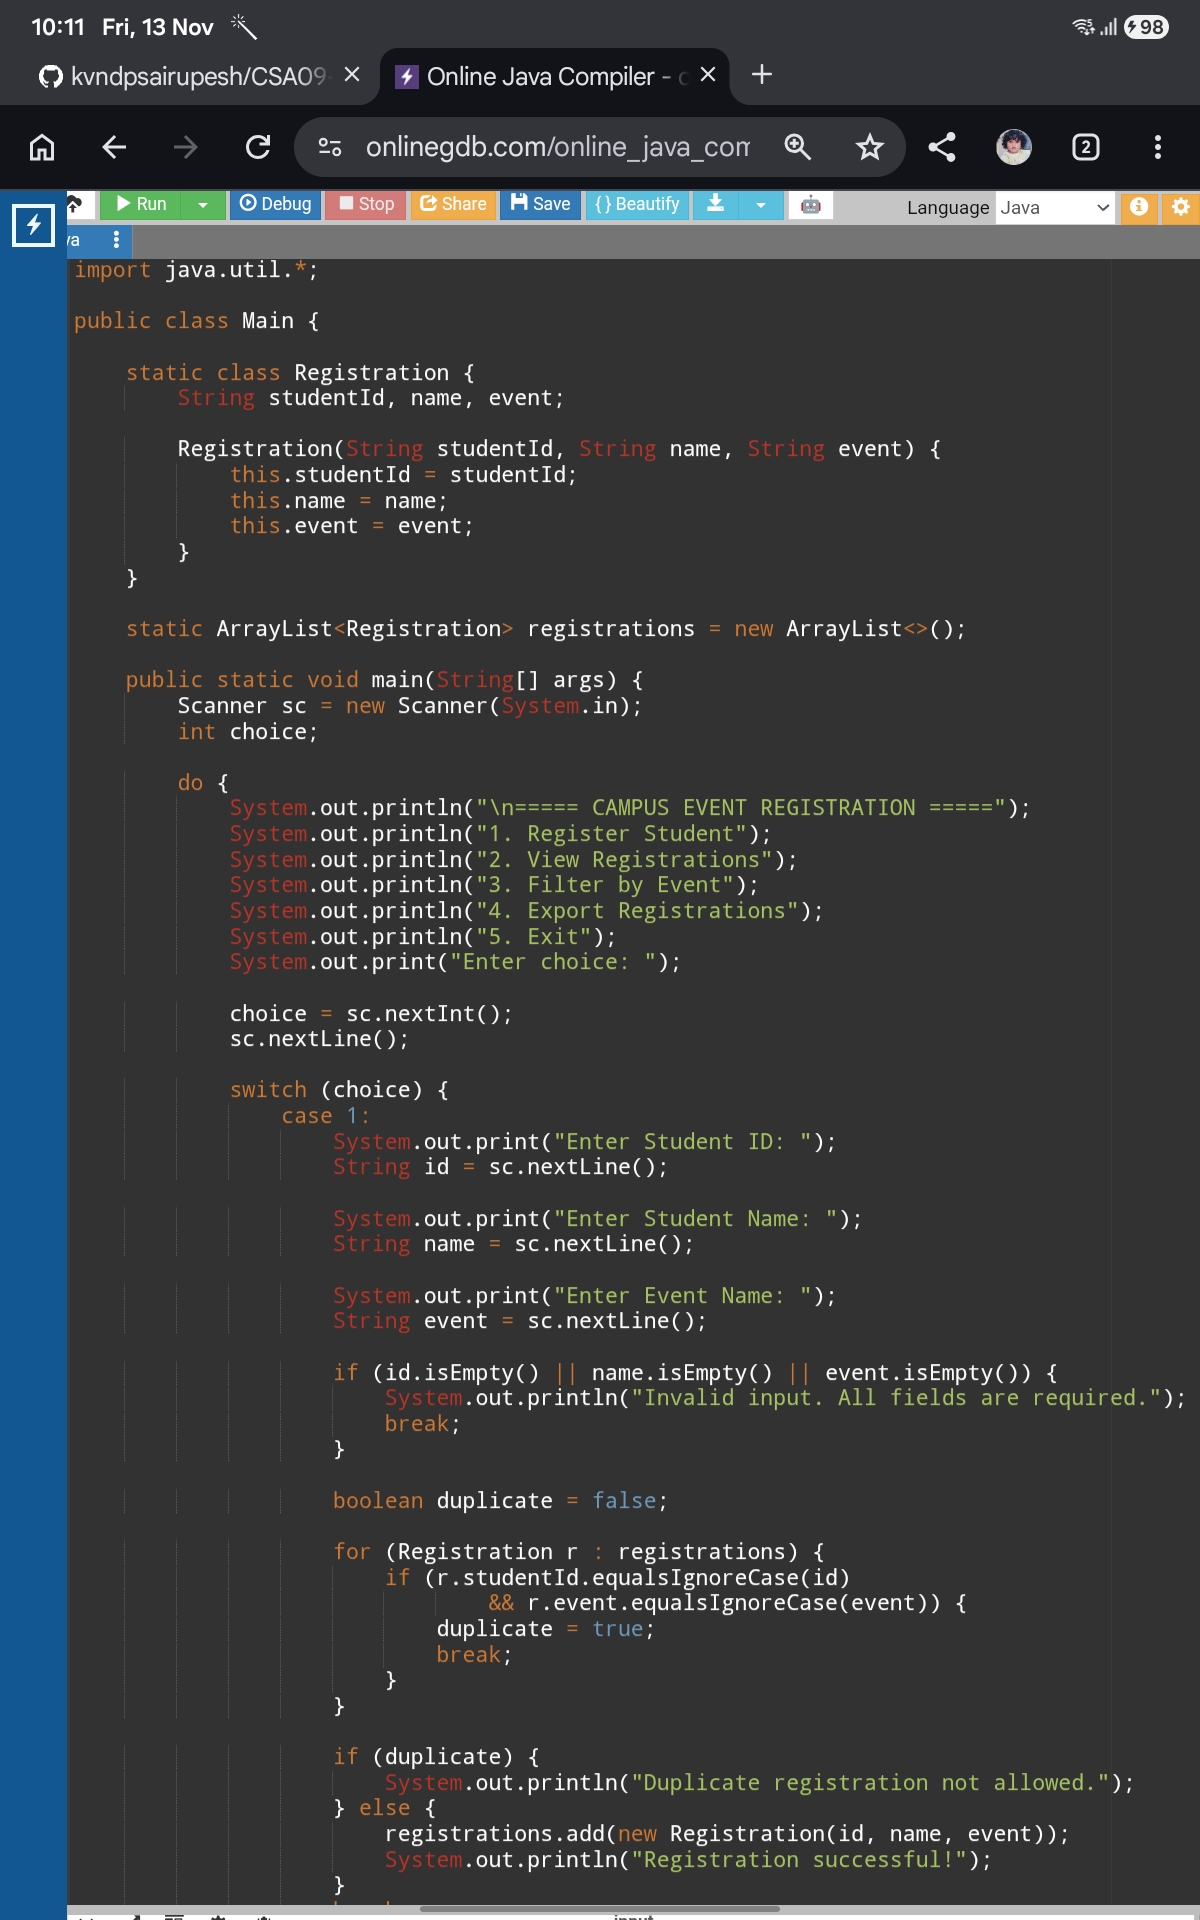 10:11 Fri, 13 Nov 98
kvndpsairupesh/CSA09
Online Java Compiler - c
onlinegdb.com/online_java_com 2
Run Debug Stop Share Save {} Beautify Language Java
va
import java.util.*;
public class Main {
static class Registration {
String studentId, name, event;
Registration(String studentId, String name, String event) {
this.studentId = studentId;
this.name = name;
this.event = event;
}
}
static ArrayList<Registration> registrations = new ArrayList<>();
public static void main(String[] args) {
Scanner sc = new Scanner(System.in);
int choice;
do {
System.out.println("\n===== CAMPUS EVENT REGISTRATION =====");
System.out.println("1. Register Student");
System.out.println("2. View Registrations");
System.out.println("3. Filter by Event");
System.out.println("4. Export Registrations");
System.out.println("5. Exit");
System.out.print("Enter choice: ");
choice = sc.nextInt();
sc.nextLine();
switch (choice) {
case 1:
System.out.print("Enter Student ID: ");
String id = sc.nextLine();
System.out.print("Enter Student Name: ");
String name = sc.nextLine();
System.out.print("Enter Event Name: ");
String event = sc.nextLine();
if (id.isEmpty() || name.isEmpty() || event.isEmpty()) {
System.out.println("Invalid input. All fields are required.");
break;
}
boolean duplicate = false;
for (Registration r : registrations) {
if (r.studentId.equalsIgnoreCase(id)
&& r.event.equalsIgnoreCase(event)) {
duplicate = true;
break;
}
}
if (duplicate) {
System.out.println("Duplicate registration not allowed.");
} else {
registrations.add(new Registration(id, name, event));
System.out.println("Registration successful!");
}